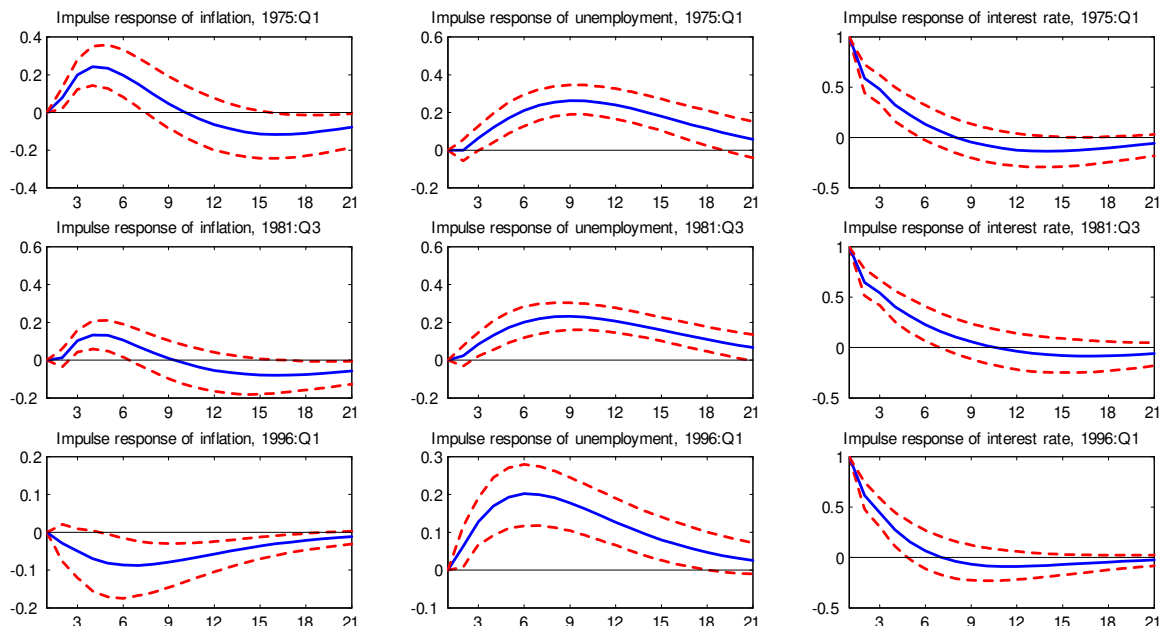 Impulse response of inflation, 1975:Q1
0.4
0.2
0
-0.2
-0.4
3 6 9 12 15 18 21
Impulse response of unemployment, 1975:Q1
0.6
0.4
0.2
0
-0.2
3 6 9 12 15 18 21
Impulse response of interest rate, 1975:Q1
1
0.5
0
-0.5
3 6 9 12 15 18 21
Impulse response of inflation, 1981:Q3
0.6
0.4
0.2
0
-0.2
3 6 9 12 15 18 21
Impulse response of unemployment, 1981:Q3
0.6
0.4
0.2
0
-0.2
3 6 9 12 15 18 21
Impulse response of interest rate, 1981:Q3
1
0.5
0
-0.5
3 6 9 12 15 18 21
Impulse response of inflation, 1996:Q1
0.2
0.1
0
-0.1
-0.2
3 6 9 12 15 18 21
Impulse response of unemployment, 1996:Q1
0.3
0.2
0.1
0
-0.1
3 6 9 12 15 18 21
Impulse response of interest rate, 1996:Q1
1
0.5
0
-0.5
3 6 9 12 15 18 21